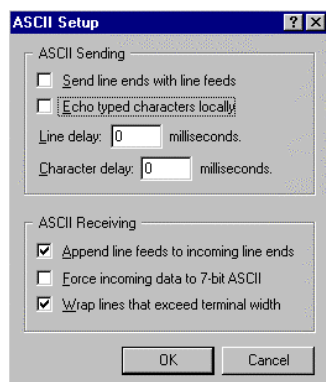 ASCII Setup
ASCII Sending
Send line ends with line feeds
Echo typed characters locally
Line delay: 0 milliseconds.
Character delay: 0 milliseconds.
ASCII Receiving
Append line feeds to incoming line ends
Force incoming data to 7-bit ASCII
Wrap lines that exceed terminal width
OK Cancel